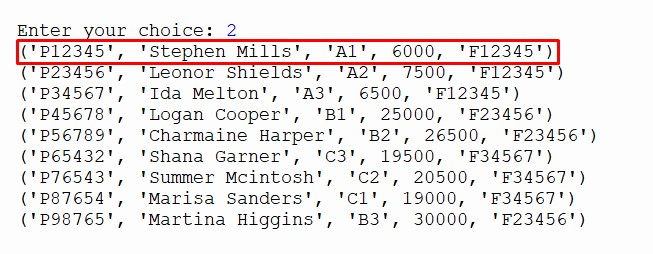 Enter your choice: 2
('P12345', 'Stephen Mills', 'A1', 6000, 'F12345')
('P23456', 'Leonor Shields', 'A2', 7500, 'F12345')
('P34567', 'Ida Melton', 'A3', 6500, 'F12345')
('P45678', 'Logan Cooper', 'B1', 25000, 'F23456')
('P56789', 'Charmaine Harper', 'B2', 26500, 'F23456')
('P65432', 'Shana Garner', 'C3', 19500, 'F34567')
('P76543', 'Summer Mcintosh', 'C2', 20500, 'F34567')
('P87654', 'Marisa Sanders', 'C1', 19000, 'F34567')
('P98765', 'Martina Higgins', 'B3', 30000, 'F23456')